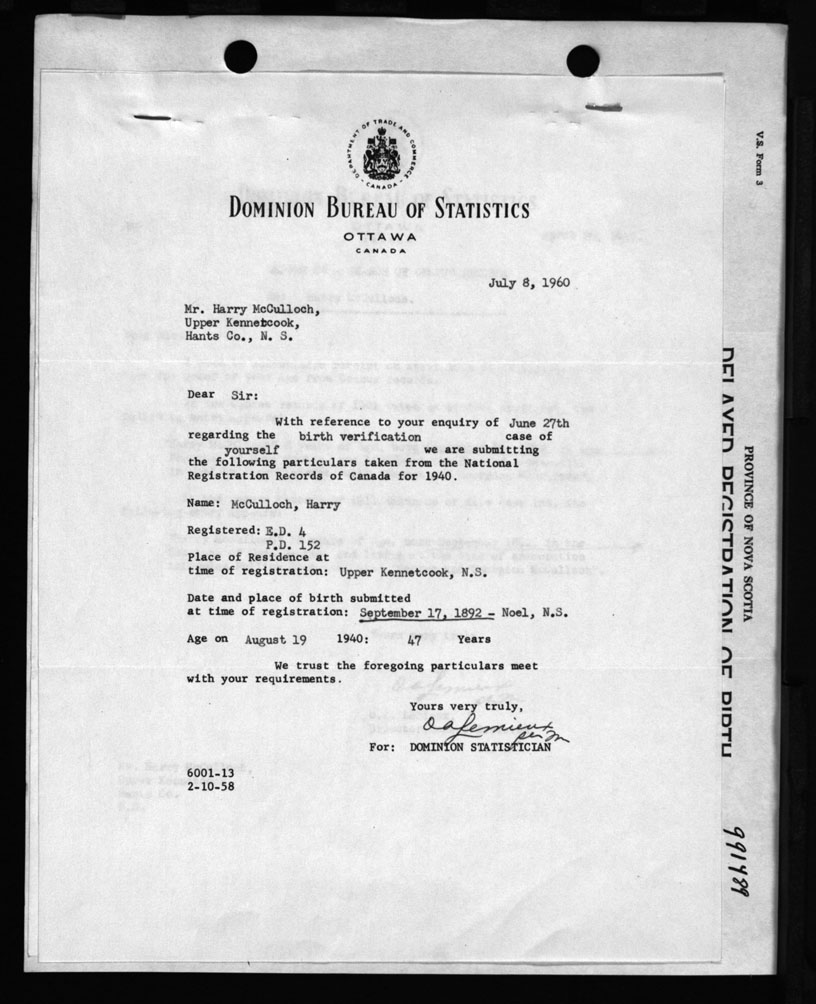 DEPARTMENT OF TRADE AND COMMERCE
CANADA
DOMINION BUREAU OF STATISTICS
OTTAWA
CANADA
July 8, 1960
Mr. Harry McCulloch,
Upper Kennetcook,
Hants Co., N. S.
Dear Sir:
With reference to your enquiry of June 27th
regarding the birth verification case of
yourself we are submitting
the following particulars taken from the National
Registration Records of Canada for 1940.
Name: McCulloch, Harry
Registered: E.D. 4
P.D. 152
Place of Residence at
time of registration: Upper Kennetcook, N.S.
Date and place of birth submitted
at time of registration: September 17, 1892 - Noel, N.S.
Age on August 19 1940: 47 Years
We trust the foregoing particulars meet
with your requirements.
Yours very truly,
O A Lemieux
per M
For: DOMINION STATISTICIAN
6001-13
2-10-58
V.S. Form 3
PROVINCE OF NOVA SCOTIA
DELAYED REGISTRATION OF BIRTH
991489